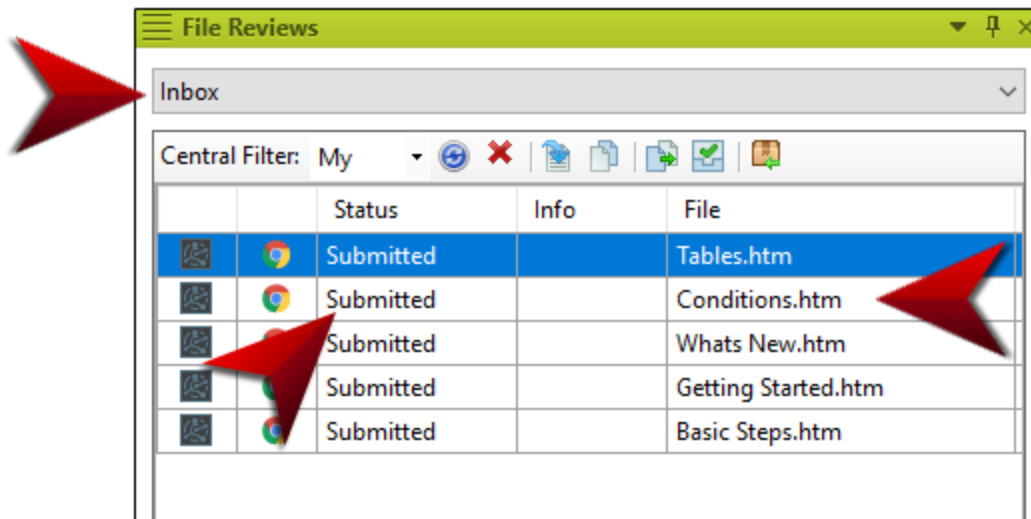 File Reviews
Inbox
Central Filter: My
Status Info File
Submitted Tables.htm
Submitted Conditions.htm
Submitted Whats New.htm
Submitted Getting Started.htm
Submitted Basic Steps.htm